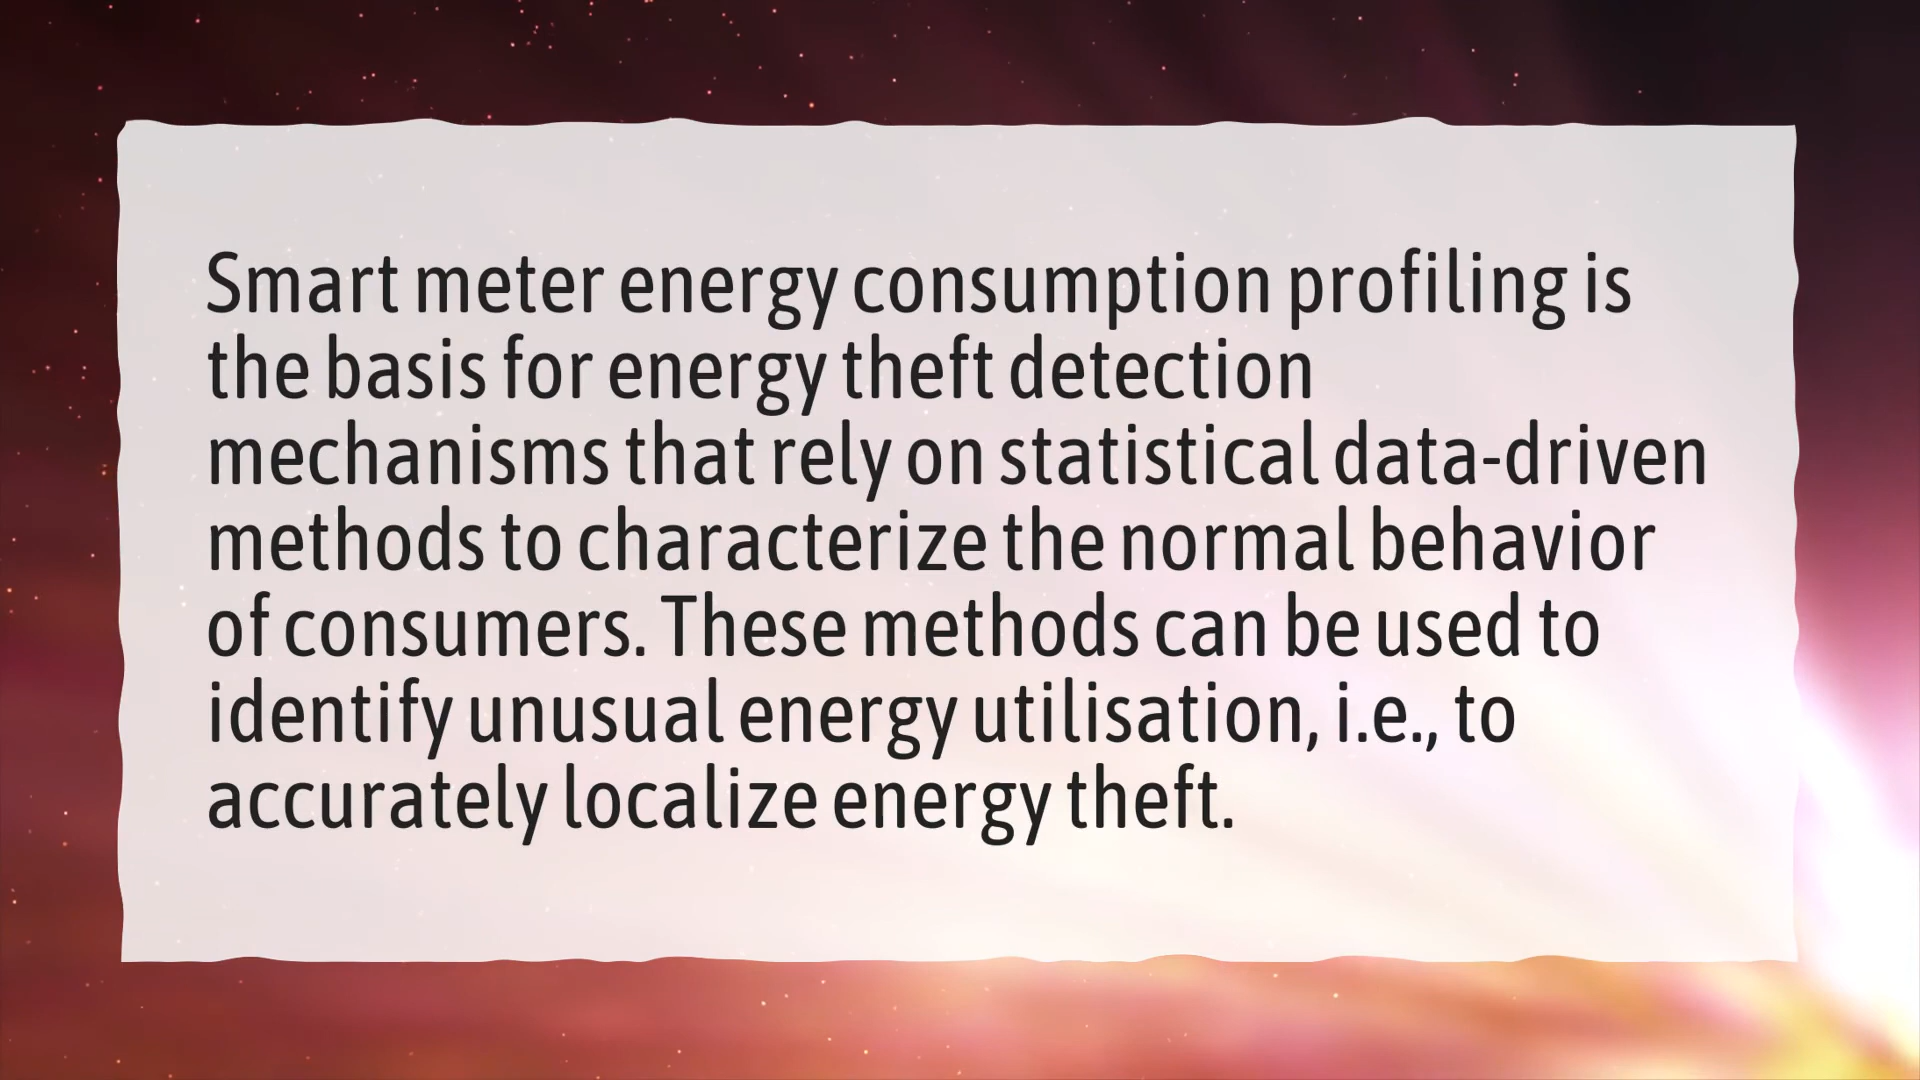 Smart meter energy consumption profiling is
the basis for energy theft detection
mechanisms that rely on statistical data-driven
methods to characterize the normal behavior
of consumers. These methods can be used to
identify unusual energy utilisation, i.e., to
accurately localize energy theft.